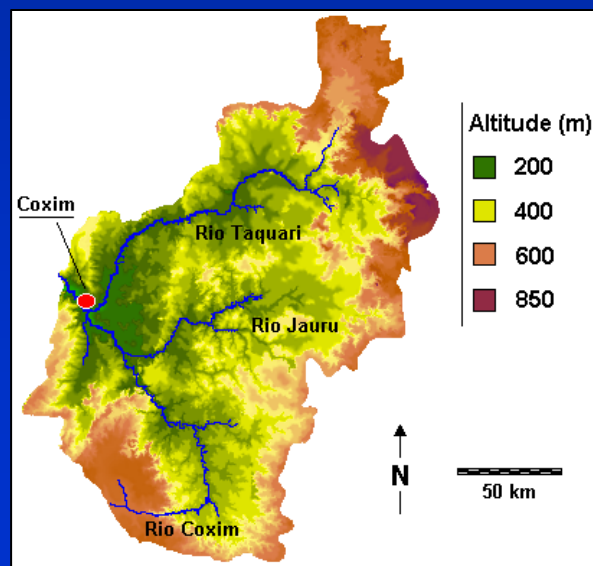 Altitude (m)
200
400
600
850
Coxim
Rio Taquari
Rio Jauru
Rio Coxim
N
50 km